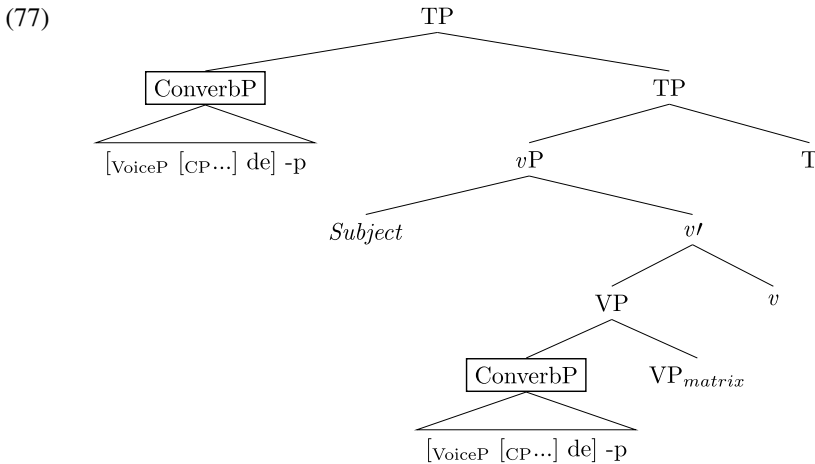 (77) TP
ConverbP TP
[VoiceP [CP...] de] -p vP T
Subject v′
VP v
ConverbP VPmatrix
[VoiceP [CP...] de] -p